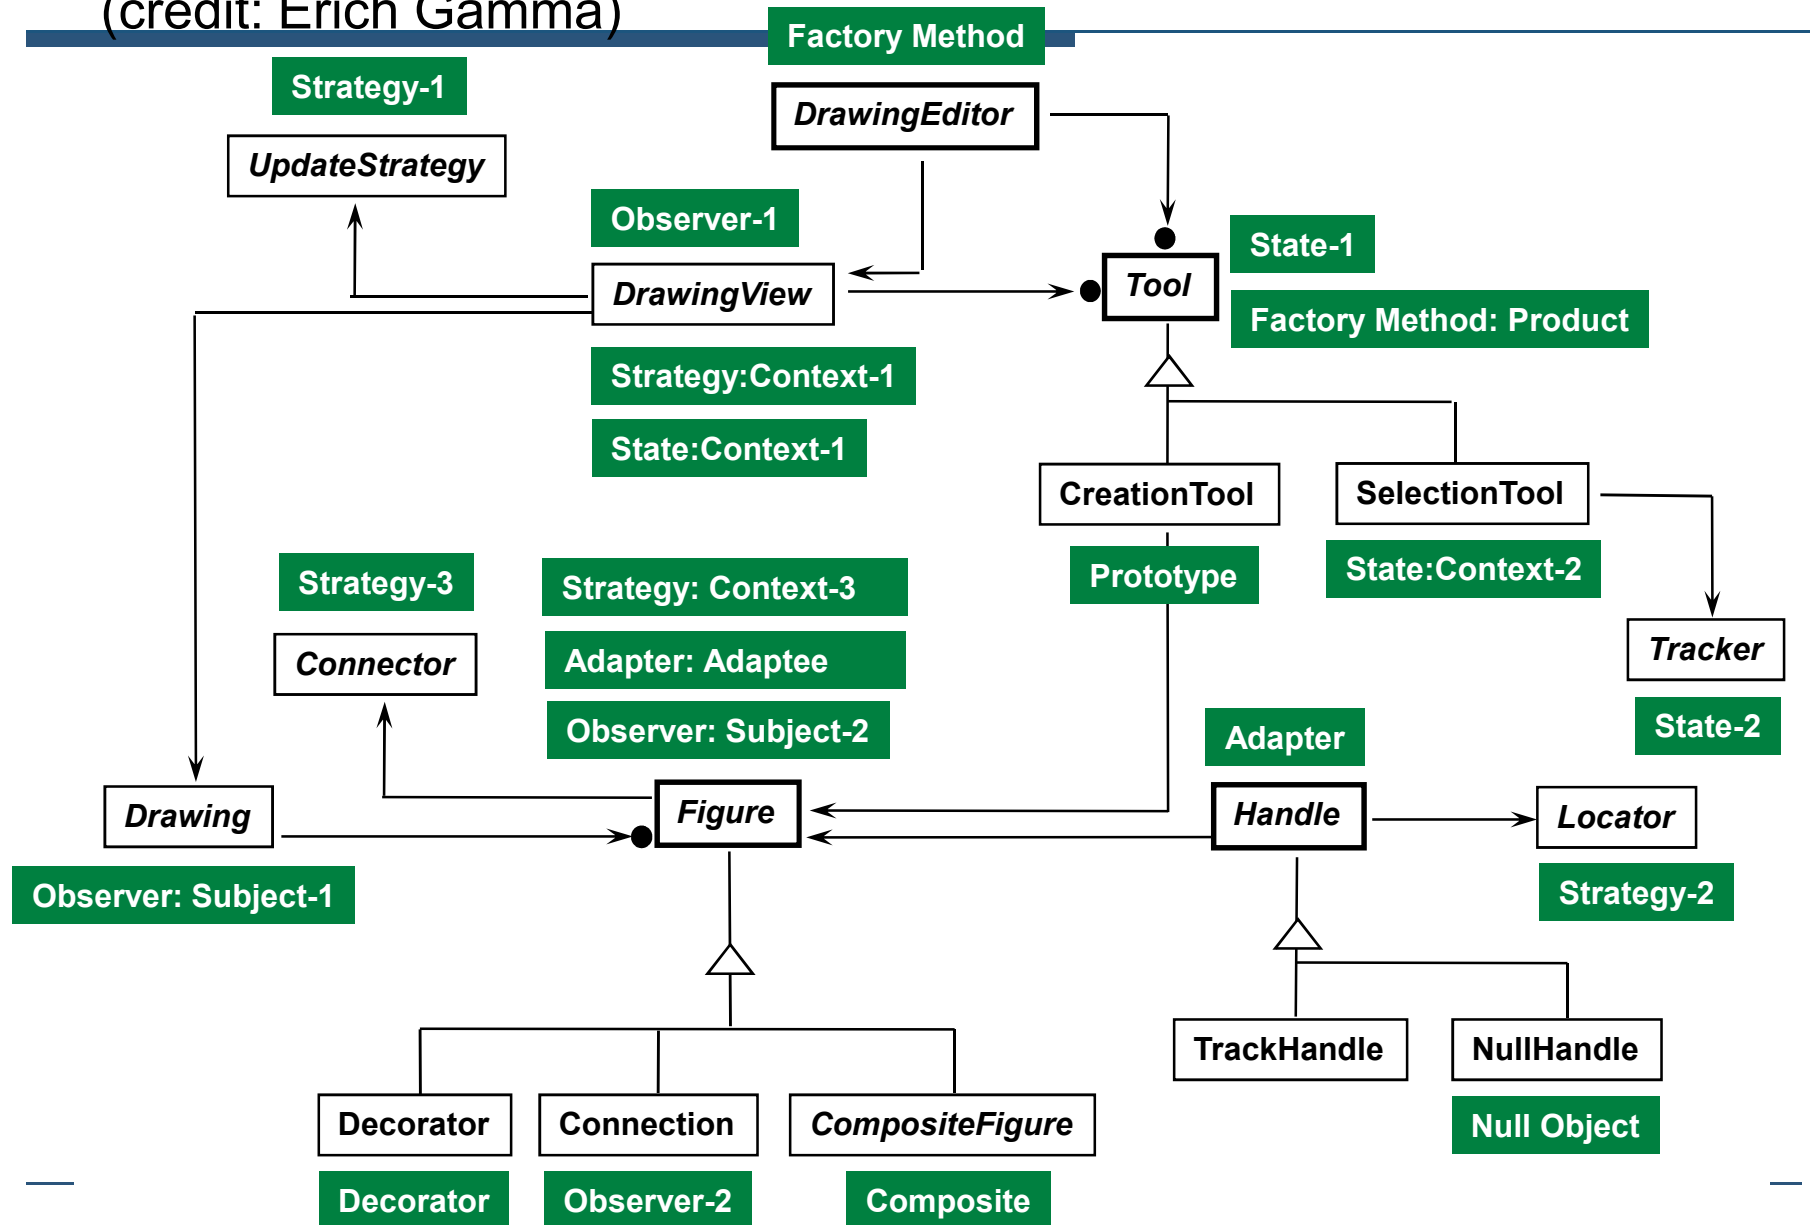 (credit: Erich Gamma)
Factory Method
Strategy-1
DrawingEditor
UpdateStrategy
Observer-1
State-1
DrawingView
Tool
Factory Method: Product
Strategy:Context-1
State:Context-1
CreationTool
SelectionTool
Strategy-3
Strategy: Context-3
Prototype
State:Context-2
Connector
Adapter: Adaptee
Tracker
Observer: Subject-2
Adapter
State-2
Drawing
Figure
Handle
Locator
Observer: Subject-1
Strategy-2
TrackHandle
NullHandle
Decorator
Connection
CompositeFigure
Null Object
Decorator
Observer-2
Composite